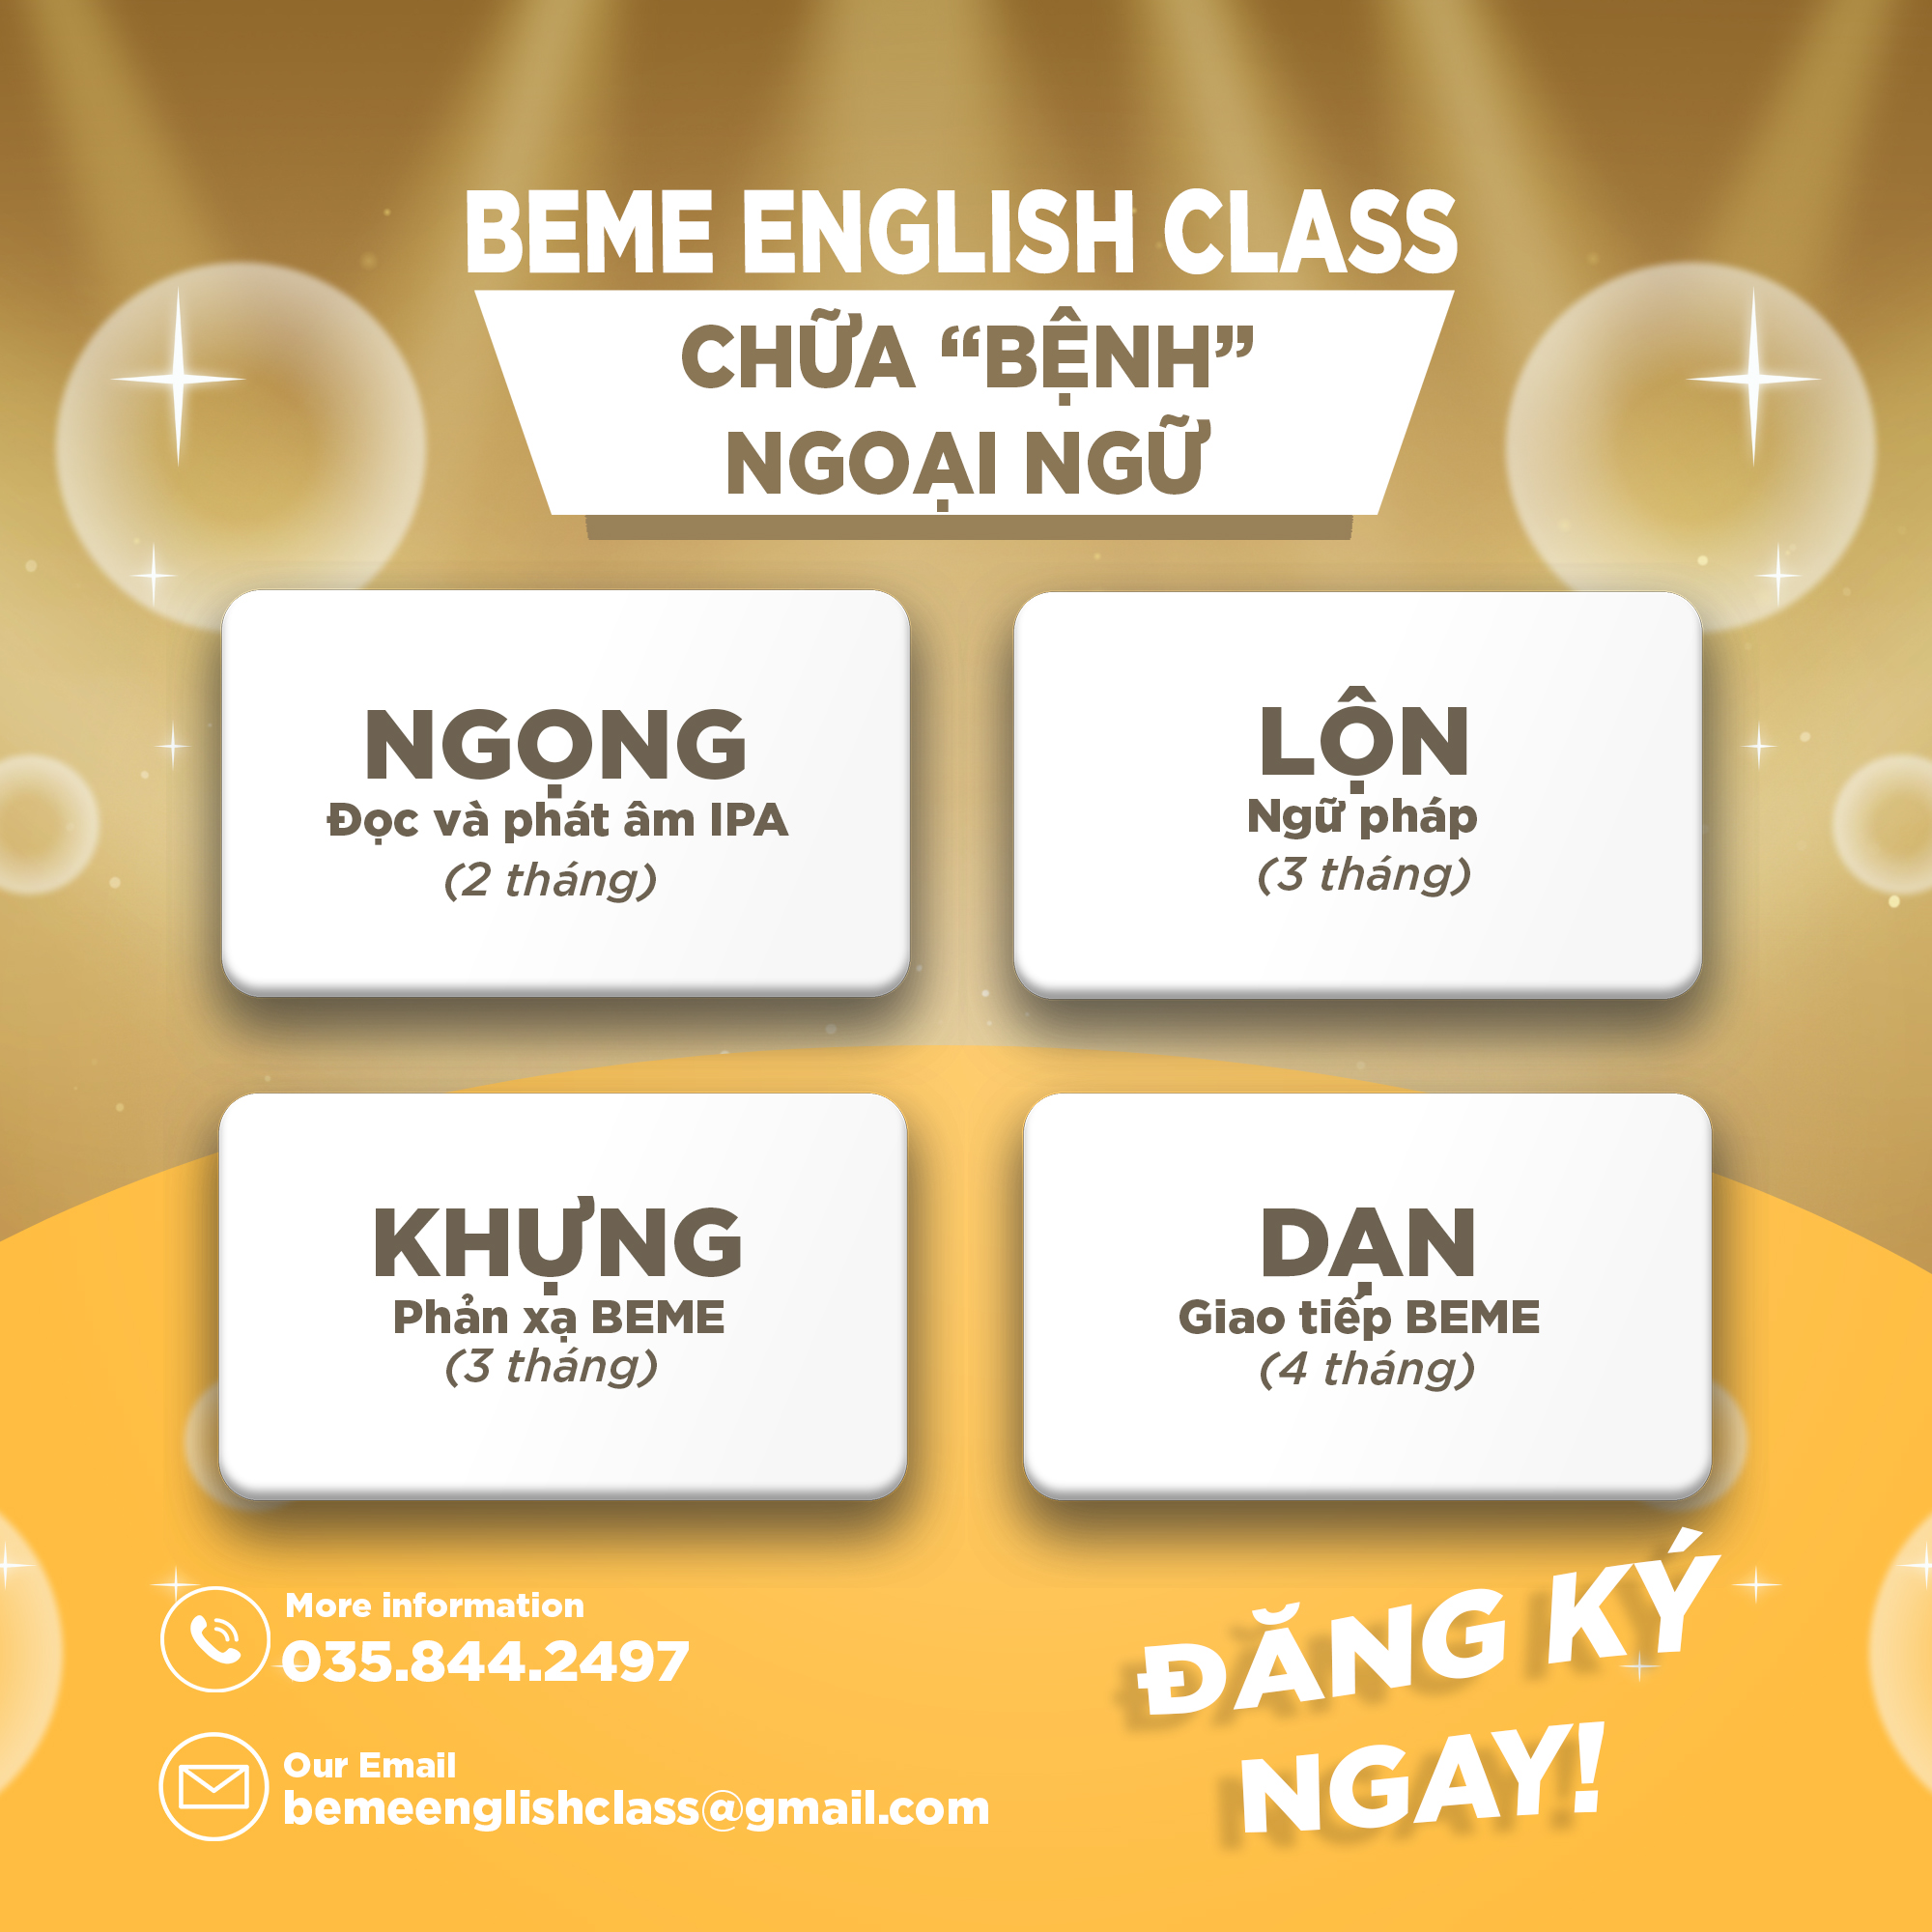 BEME ENGLISH CLASS
CHỮA “BỆNH”
NGOẠI NGỮ
NGỌNG
Đọc và phát âm IPA
(2 tháng)
LỘN
Ngữ pháp
(3 tháng)
KHỰNG
Phản xạ BEME
(3 tháng)
DẠN
Giao tiếp BEME
(4 tháng)
More information
035.844.2497
Our Email
bemeenglishclass@gmail.com
ĐĂNG KÝ
NGAY!